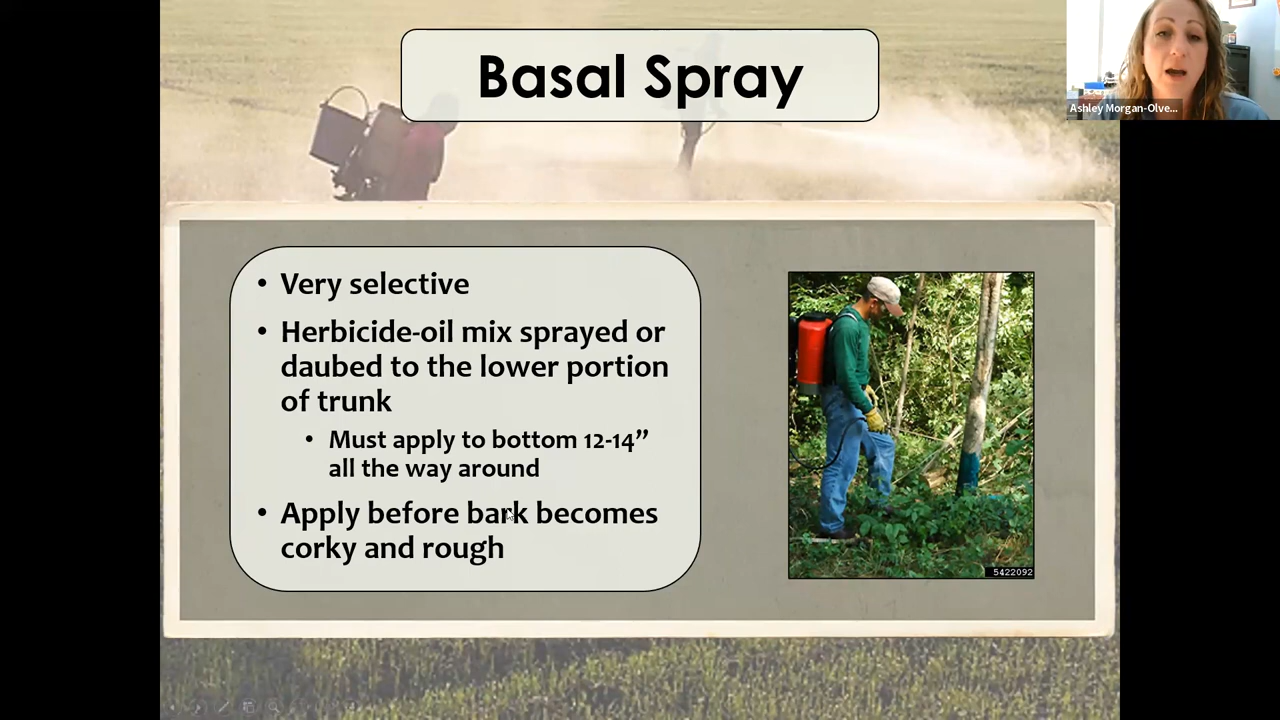 Basal Spray
Ashley Morgan-Olve...
• Very selective
• Herbicide-oil mix sprayed or
daubed to the lower portion
of trunk
• Must apply to bottom 12-14”
all the way around
• Apply before bark becomes
corky and rough
5422092